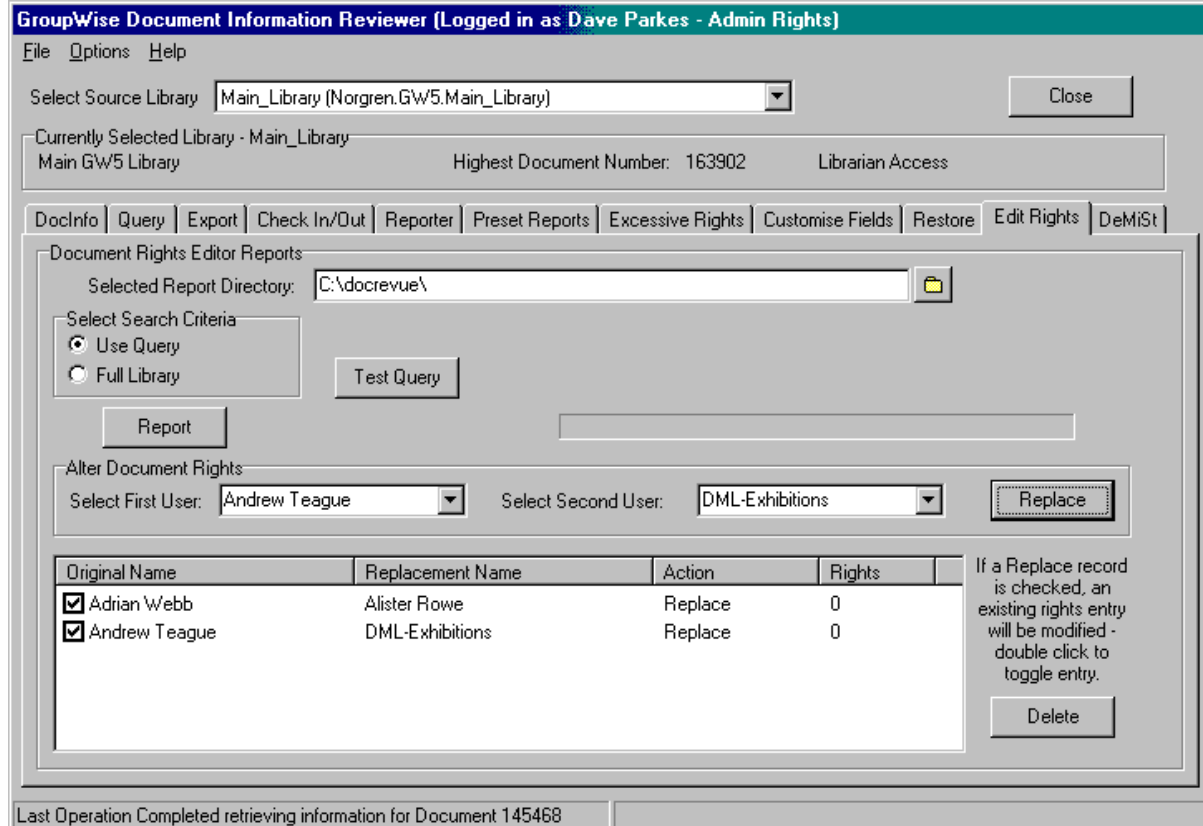 GroupWise Document Information Reviewer (Logged in as Dave Parkes - Admin Rights)
File Options Help
Select Source Library Main_Library (Norgren.GW5.Main_Library) Close
Currently Selected Library - Main_Library
Main GW5 Library Highest Document Number: 163902 Librarian Access
DocInfo Query Export Check In/Out Reporter Preset Reports Excessive Rights Customise Fields Restore Edit Rights DeMiSt
Document Rights Editor Reports
Selected Report Directory: C:\docrevue\
Select Search Criteria
Use Query
Full Library Test Query
Report
Alter Document Rights
Select First User: Andrew Teague Select Second User: DML-Exhibitions Replace
Original Name Replacement Name Action Rights
Adrian Webb Alister Rowe Replace 0
Andrew Teague DML-Exhibitions Replace 0
If a Replace record
is checked, an
existing rights entry
will be modified -
double click to
toggle entry.
Delete
Last Operation Completed retrieving information for Document 145468